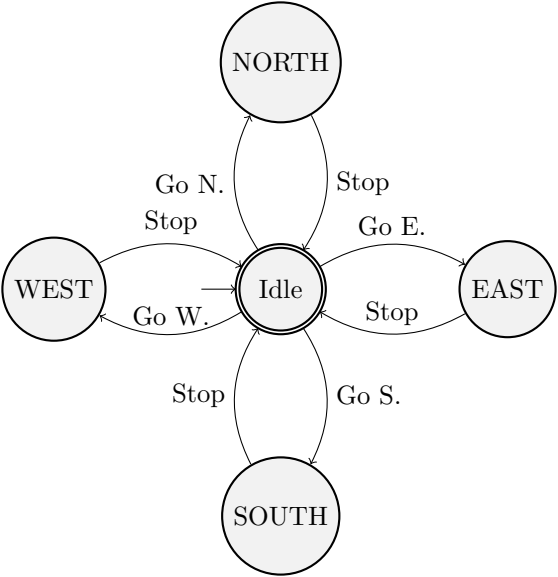 NORTH
Go N.
Stop
Stop
Go E.
WEST
Idle
EAST
Go W.
Stop
Stop
Go S.
SOUTH